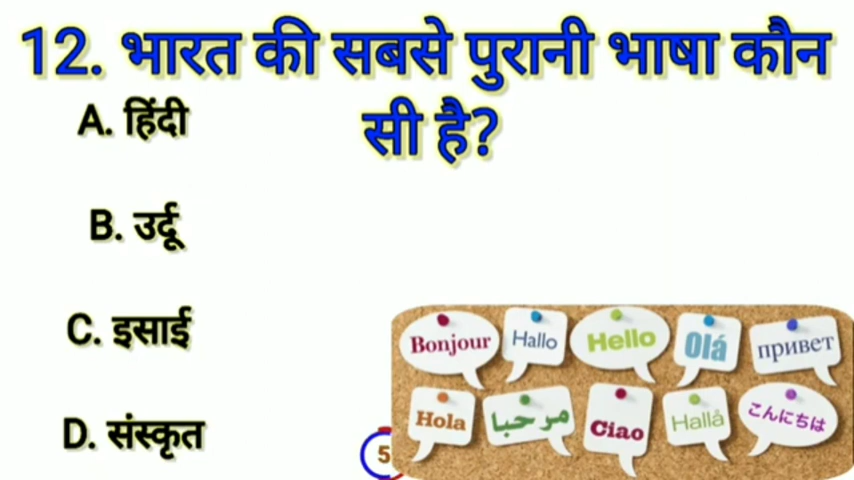 12. भारत की सबसे पुरानी भाषा कौन
सी है?
A. हिंदी
B. उर्दू
C. इसाई
D. संस्कृत
5
Bonjour
Hallo
Hello
Olá
привет
Hola
مرحبا
Ciao
Hallå
こんにちは